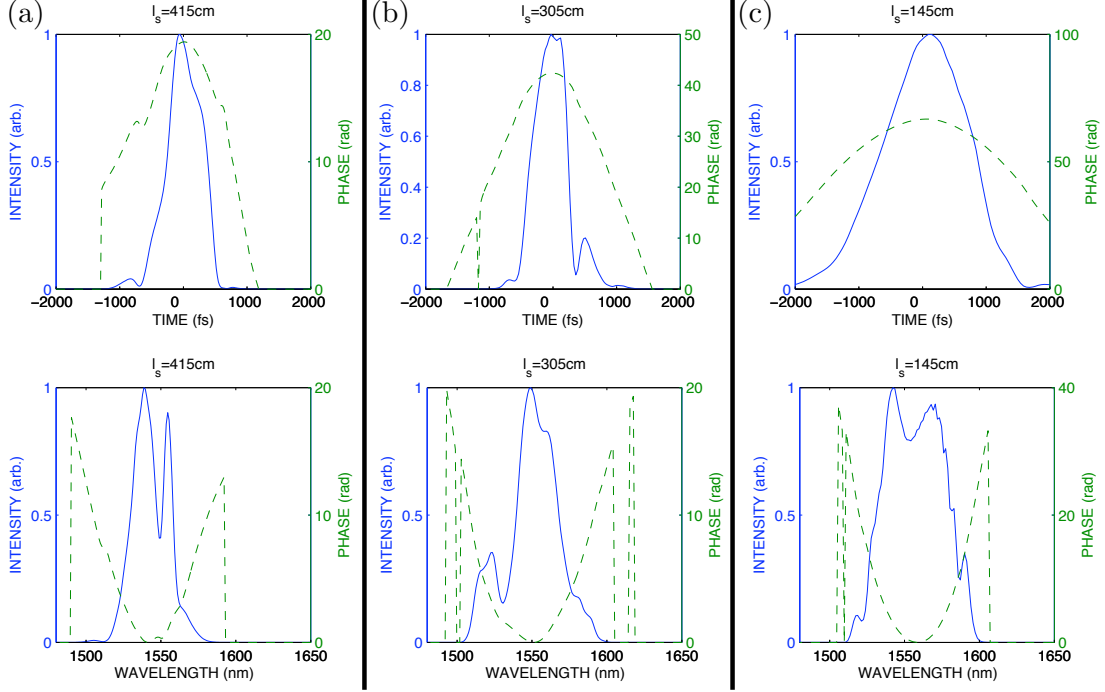 (a)
l_s=415cm
INTENSITY (arb.)
1
0.5
0
PHASE (rad)
20
10
0
−2000 −1000 0 1000 2000
TIME (fs)
l_s=415cm
INTENSITY (arb.)
1
0.5
0
PHASE (rad)
20
10
0
1500 1550 1600 1650
WAVELENGTH (nm)
(b)
l_s=305cm
INTENSITY (arb.)
1
0.8
0.6
0.4
0.2
0
PHASE (rad)
50
40
30
20
10
0
−2000 −1000 0 1000 2000
TIME (fs)
l_s=305cm
INTENSITY (arb.)
1
0.5
0
PHASE (rad)
20
10
0
1500 1550 1600 1650
WAVELENGTH (nm)
(c)
l_s=145cm
INTENSITY (arb.)
1
0.5
0
PHASE (rad)
100
50
0
−2000 −1000 0 1000 2000
TIME (fs)
l_s=145cm
INTENSITY (arb.)
1
0.5
0
PHASE (rad)
40
20
0
1500 1550 1600 1650
WAVELENGTH (nm)